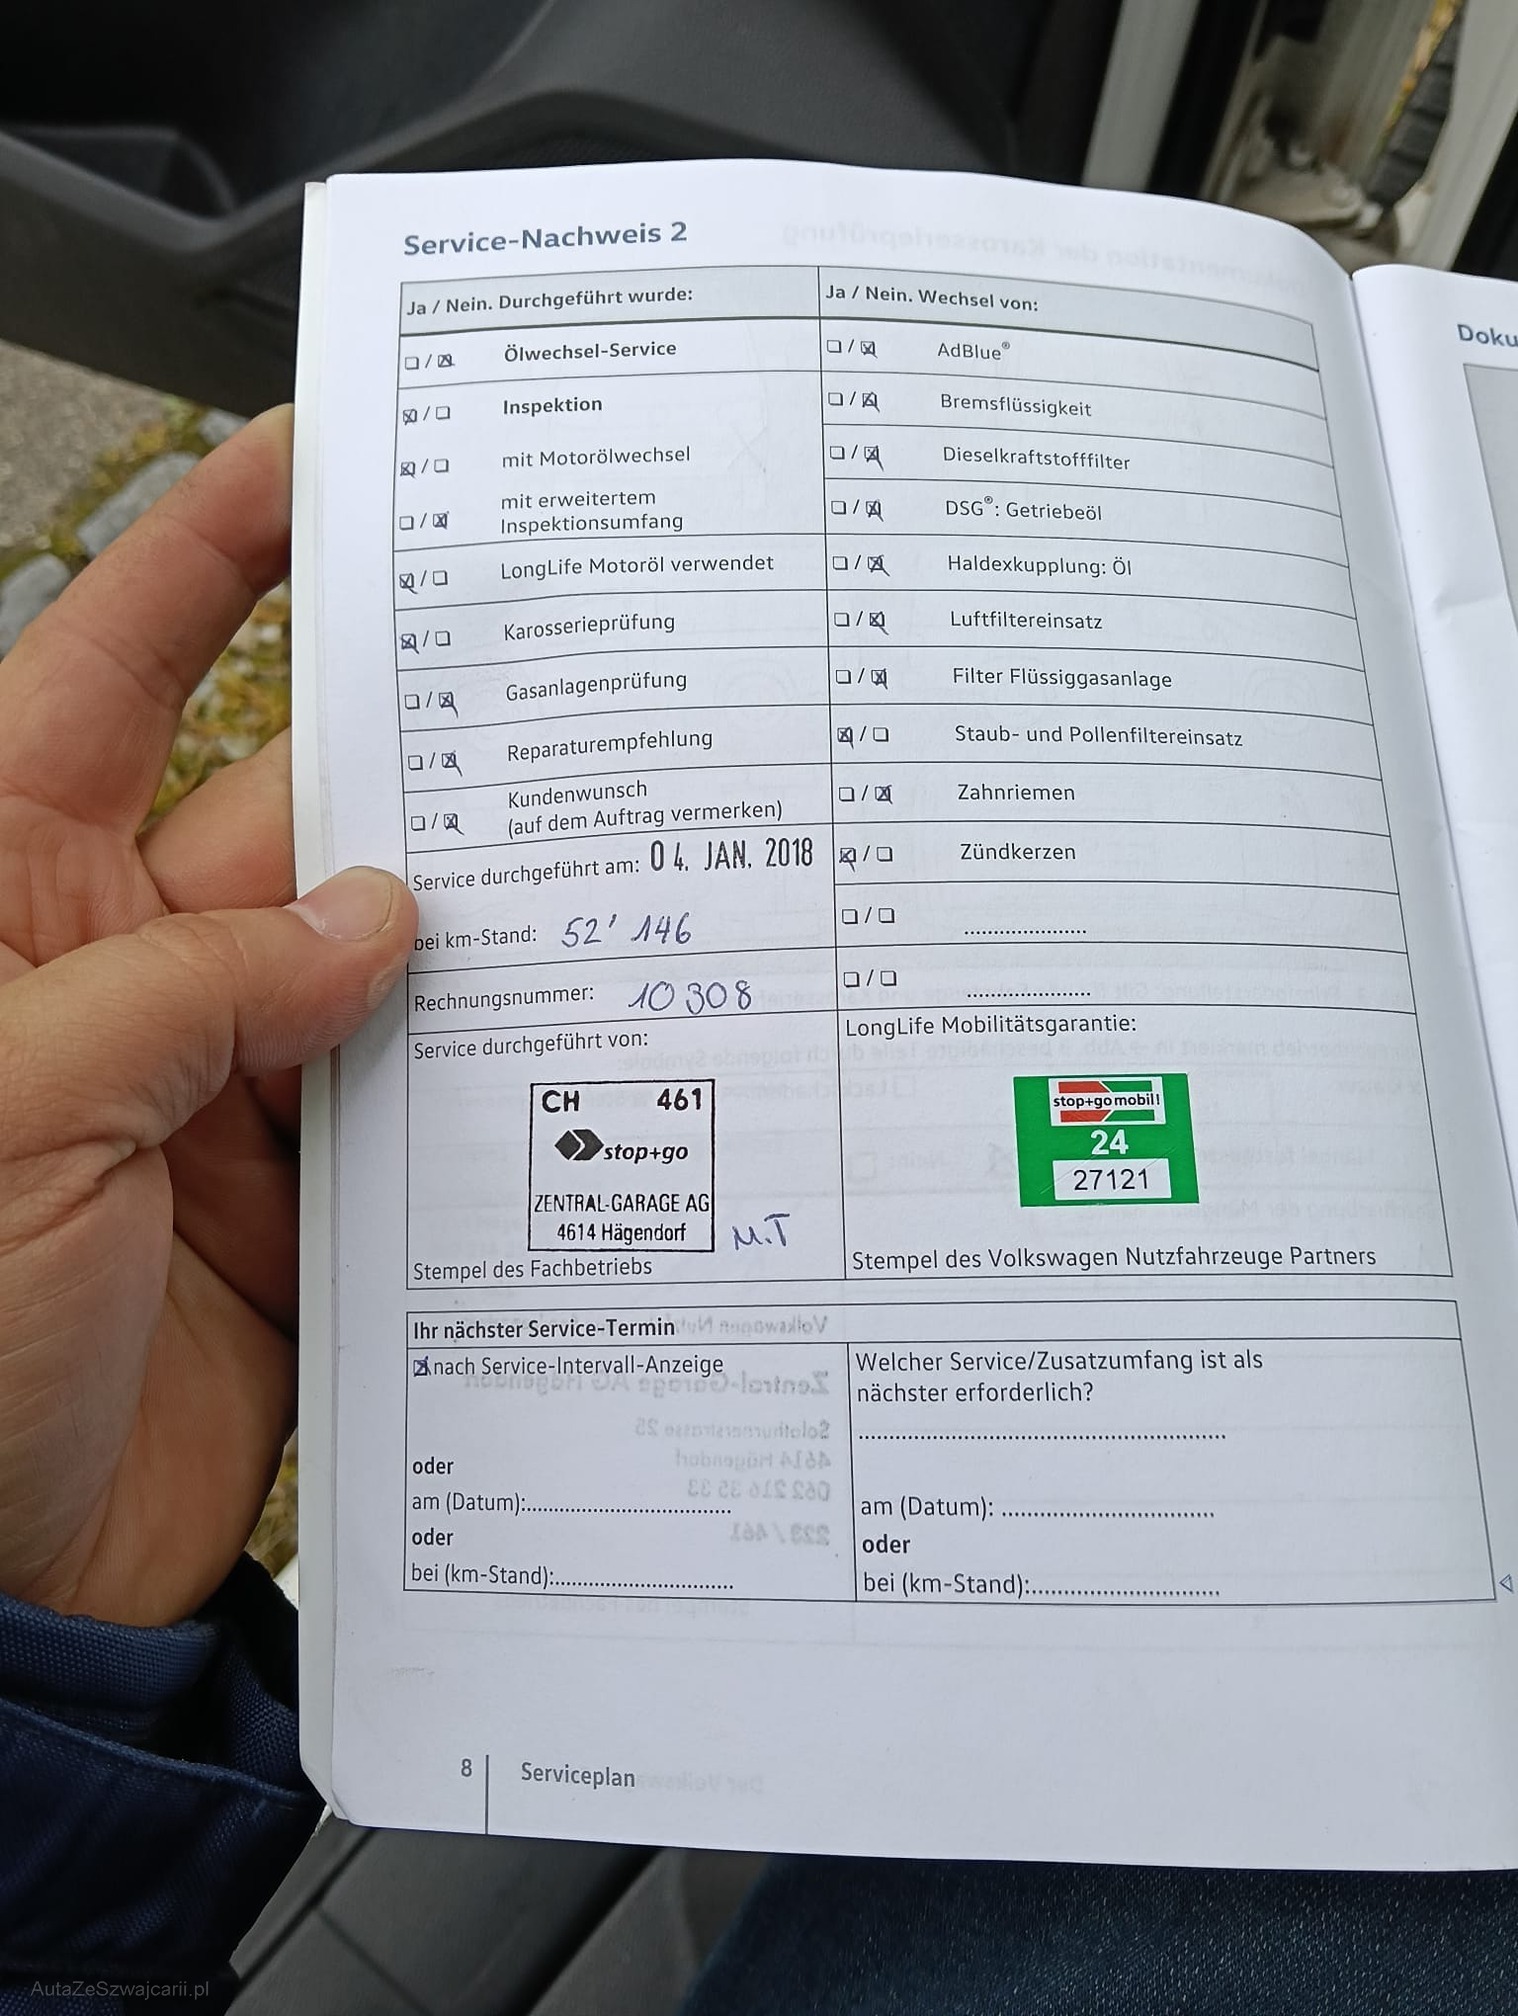 Service-Nachweis 2
Ja / Nein. Durchgeführt wurde:
☐ / ☒ Ölwechsel-Service
☒ / ☐ Inspektion
☒ / ☐ mit Motorölwechsel
☐ / ☒ mit erweitertem
Inspektionsumfang
☒ / ☐ LongLife Motoröl verwendet
☒ / ☐ Karosserieprüfung
☐ / ☒ Gasanlagenprüfung
☐ / ☒ Reparaturempfehlung
☐ / ☒ Kundenwunsch
(auf dem Auftrag vermerken)
Service durchgeführt am: 04. JAN. 2018
bei km-Stand: 52'146
Rechnungsnummer: 10308
Service durchgeführt von:
CH 461
stop+go
ZENTRAL-GARAGE AG
4614 Hägendorf
M.T
Stempel des Fachbetriebs
Ja / Nein. Wechsel von:
☐ / ☒ AdBlue®
☐ / ☒ Bremsflüssigkeit
☐ / ☒ Dieselkraftstofffilter
☐ / ☒ DSG®: Getriebeöl
☐ / ☒ Haldexkupplung: Öl
☐ / ☒ Luftfiltereinsatz
☐ / ☒ Filter Flüssiggasanlage
☒ / ☐ Staub- und Pollenfiltereinsatz
☐ / ☒ Zahnriemen
☒ / ☐ Zündkerzen
☐ / ☐ ......................
☐ / ☐ ......................
LongLife Mobilitätsgarantie:
stop+go mobil!
24
27121
Stempel des Volkswagen Nutzfahrzeuge Partners
Ihr nächster Service-Termin
☒ nach Service-Intervall-Anzeige
oder
am (Datum):...................................
oder
bei (km-Stand):...............................
Welcher Service/Zusatzumfang ist als
nächster erforderlich?
..............................................................
am (Datum): ...................................
oder
bei (km-Stand):...............................
8 Serviceplan
Doku
AutaZeSzwajcarii.pl